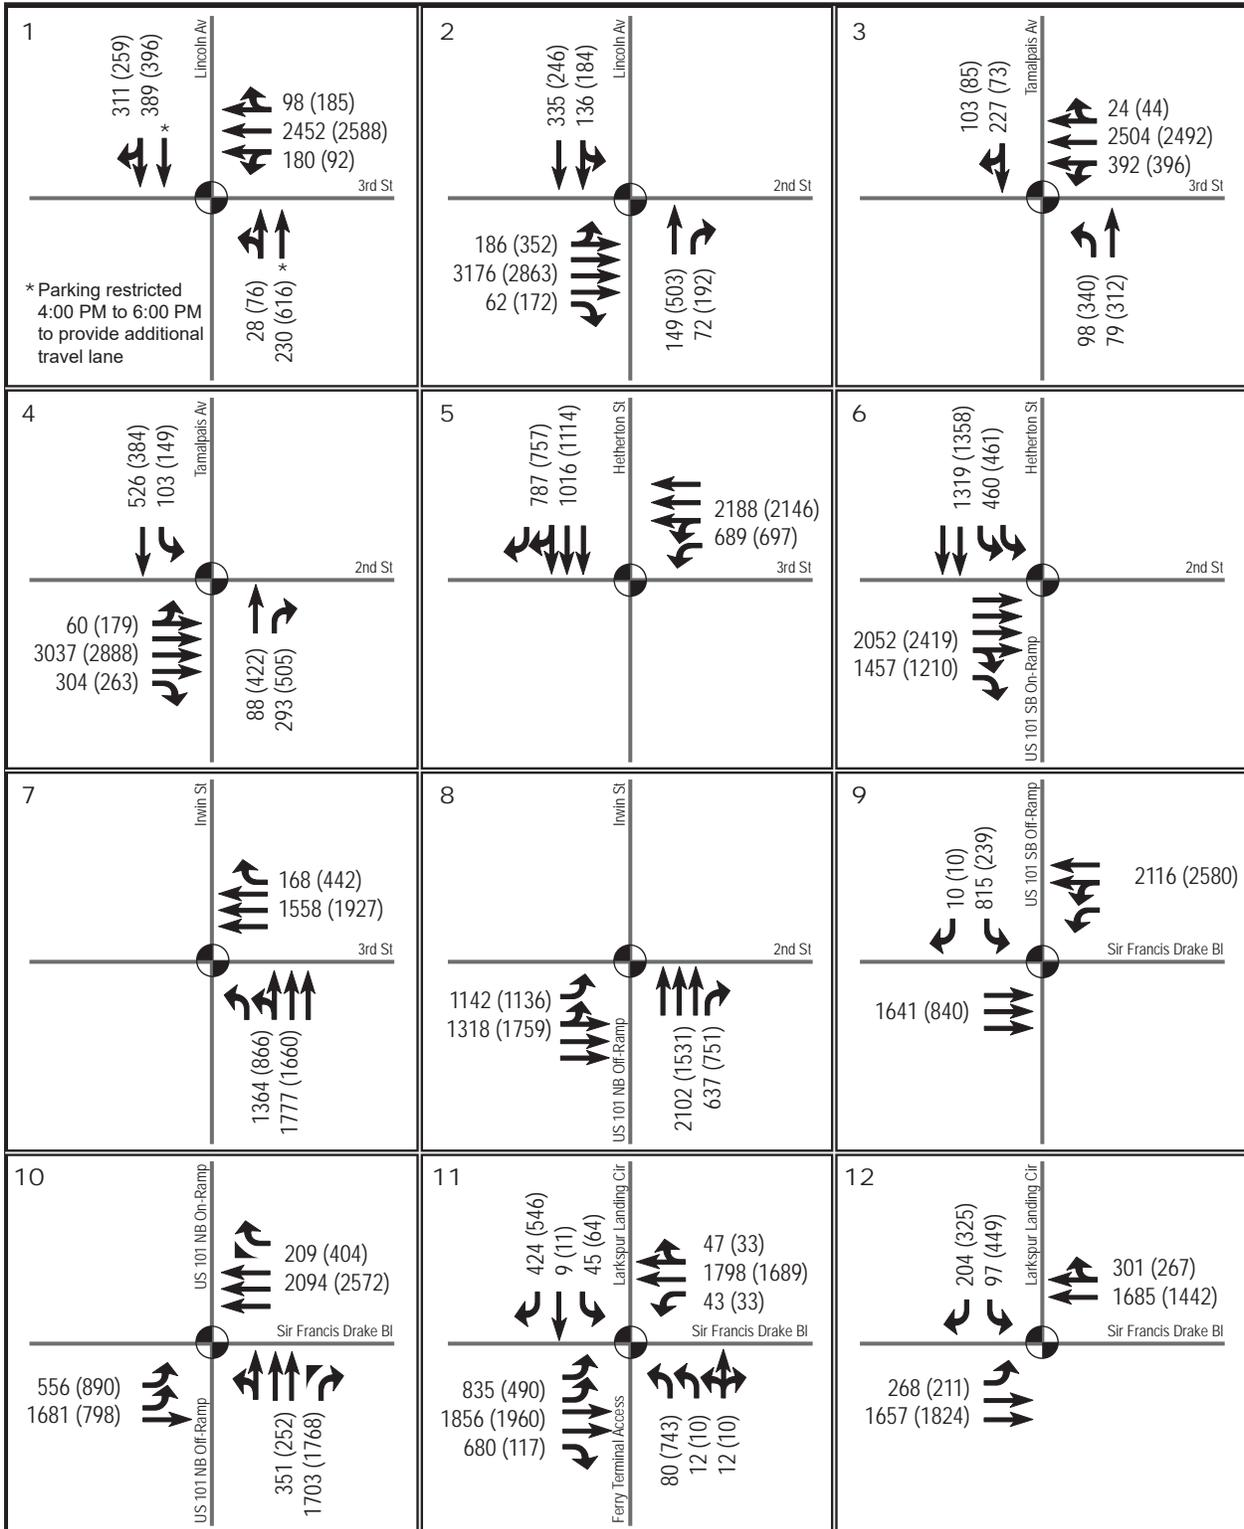 1
Lincoln Av
311 (259)
389 (396)
*
98 (185)
2452 (2588)
180 (92)
3rd St
28 (76)
230 (616)
*
* Parking restricted
4:00 PM to 6:00 PM
to provide additional
travel lane
2
Lincoln Av
335 (246)
136 (184)
2nd St
186 (352)
3176 (2863)
62 (172)
149 (503)
72 (192)
3
Tamalpais Av
103 (85)
227 (73)
24 (44)
2504 (2492)
392 (396)
3rd St
98 (340)
79 (312)
4
Tamalpais Av
526 (384)
103 (149)
2nd St
60 (179)
3037 (2888)
304 (263)
88 (422)
293 (505)
5
Hetherton St
787 (757)
1016 (1114)
2188 (2146)
689 (697)
3rd St
6
Hetherton St
1319 (1358)
460 (461)
2nd St
2052 (2419)
1457 (1210)
US 101 SB On-Ramp
7
Irwin St
168 (442)
1558 (1927)
3rd St
1364 (866)
1777 (1660)
8
Irwin St
2nd St
1142 (1136)
1318 (1759)
US 101 NB Off-Ramp
2102 (1531)
637 (751)
9
US 101 SB Off-Ramp
10 (10)
815 (239)
2116 (2580)
Sir Francis Drake Bl
1641 (840)
10
US 101 NB On-Ramp
209 (404)
2094 (2572)
Sir Francis Drake Bl
556 (890)
1681 (798)
US 101 NB Off-Ramp
351 (252)
1703 (1768)
11
Larkspur Landing Cir
424 (546)
9 (11)
45 (64)
47 (33)
1798 (1689)
43 (33)
Sir Francis Drake Bl
835 (490)
1856 (1960)
680 (117)
Ferry Terminal Access
80 (743)
12 (10)
12 (10)
12
Larkspur Landing Cir
204 (325)
97 (449)
301 (267)
1685 (1442)
Sir Francis Drake Bl
268 (211)
1657 (1824)